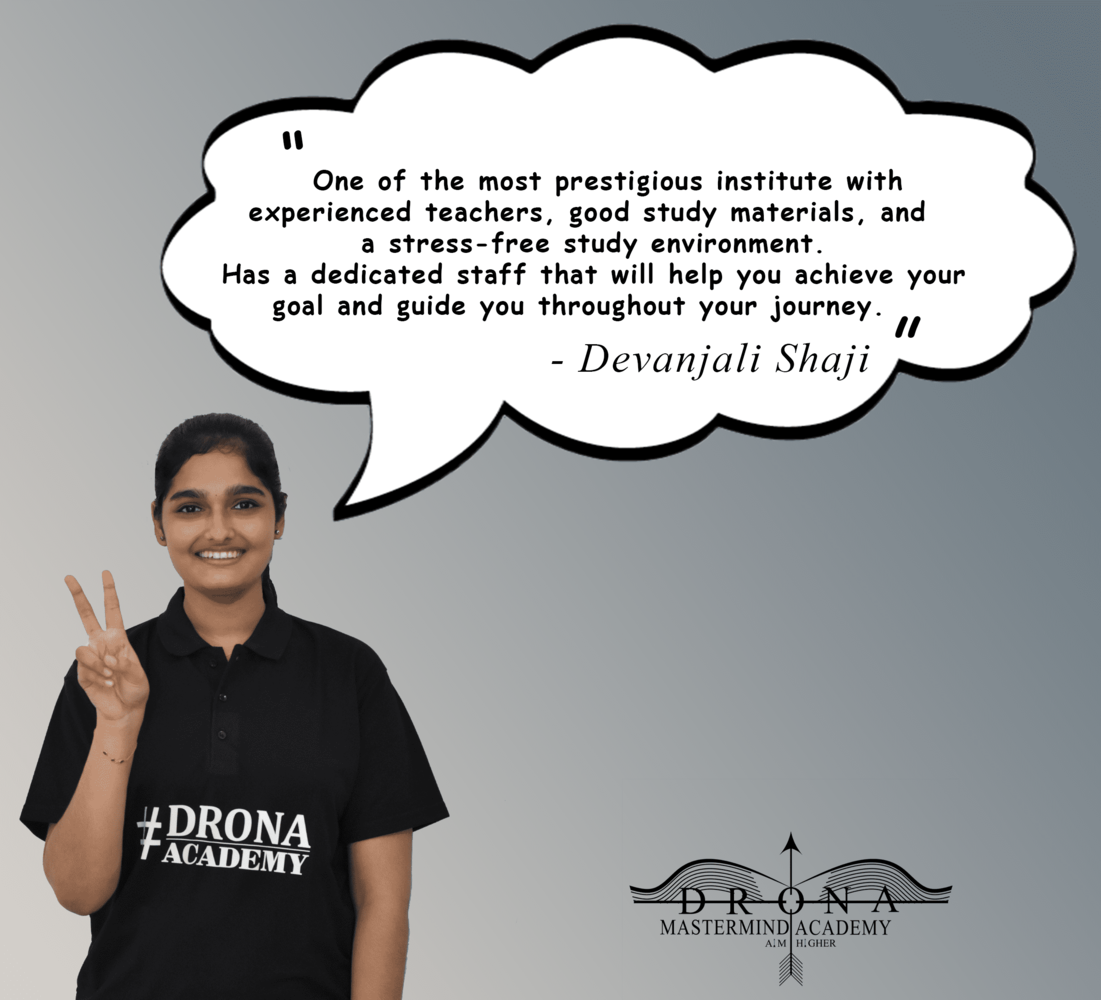 "
One of the most prestigious institute with
experienced teachers, good study materials, and
a stress-free study environment.
Has a dedicated staff that will help you achieve your
goal and guide you throughout your journey.
"
- Devanjali Shaji
#DRONA
ACADEMY
DRONA
MASTERMIND ACADEMY
AIM HIGHER